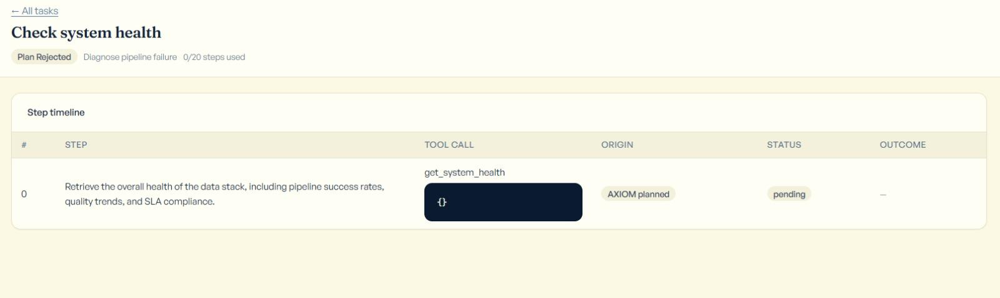 ← All tasks
Check system health
Plan Rejected Diagnose pipeline failure 0/20 steps used
Step timeline
# STEP TOOL CALL ORIGIN STATUS OUTCOME
get_system_health
0 Retrieve the overall health of the data stack, including pipeline success rates,
quality trends, and SLA compliance.
{}
AXIOM planned pending —